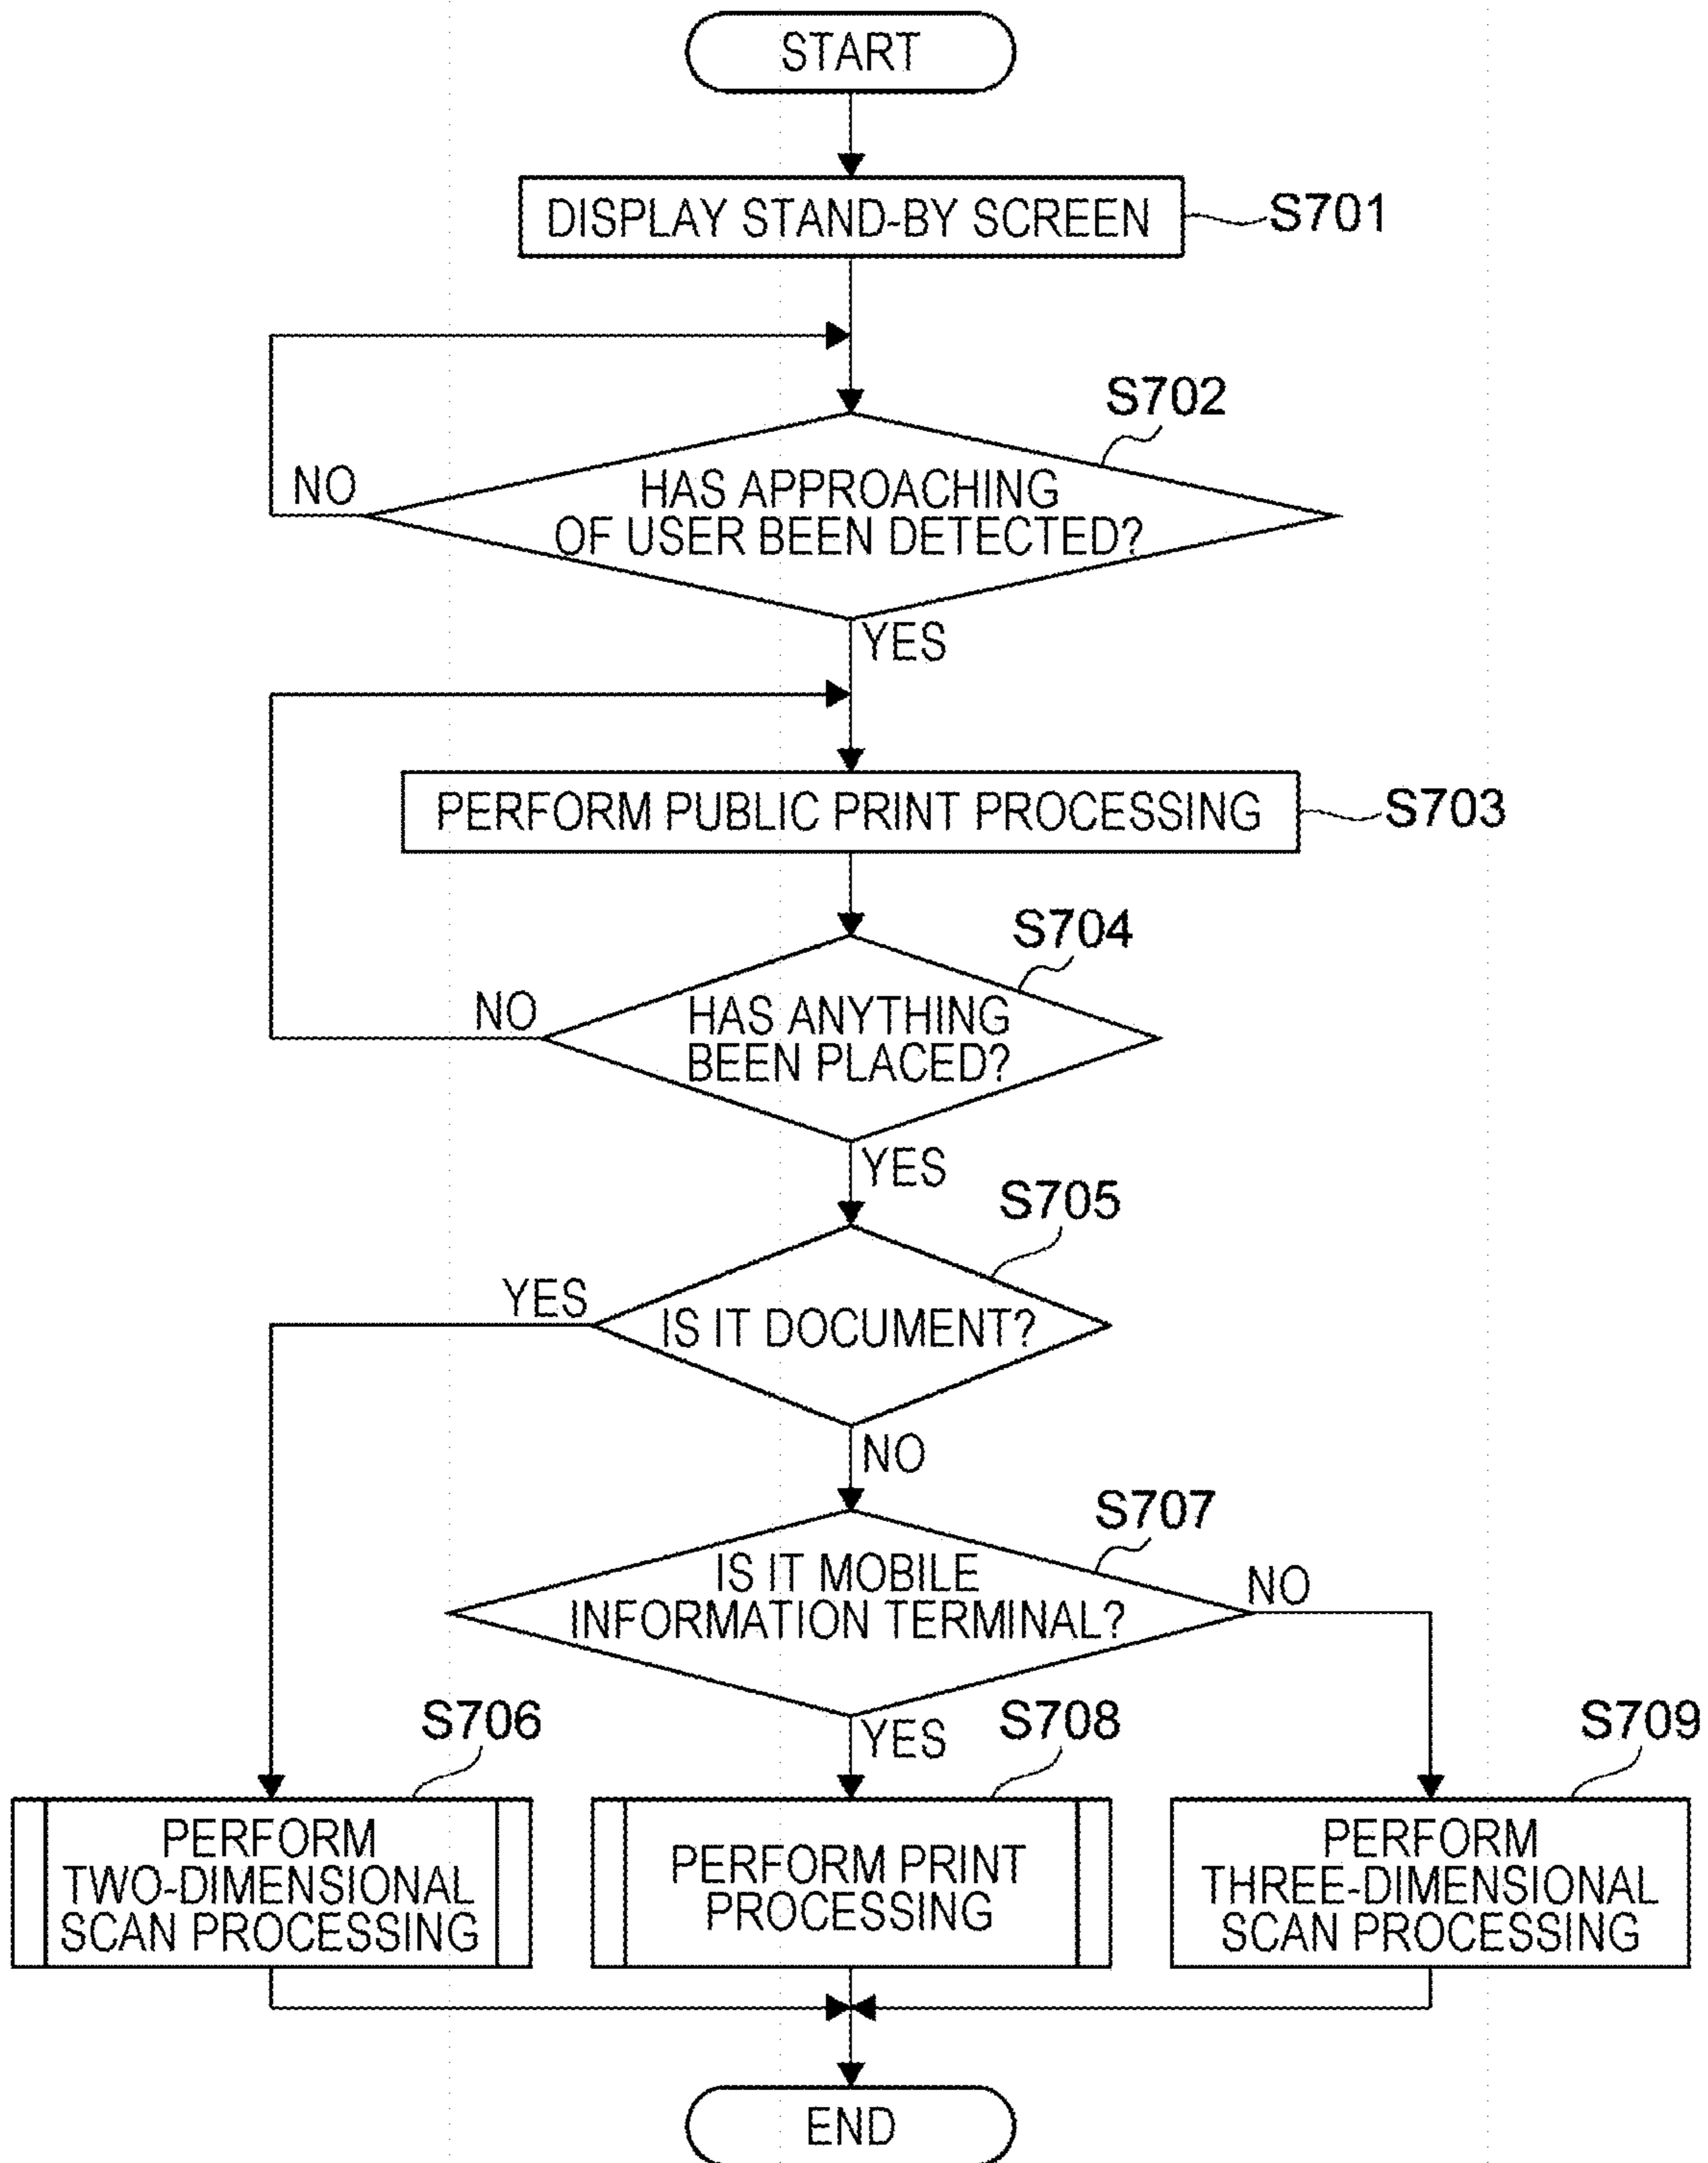 START
DISPLAY STAND-BY SCREEN
S701
S702
NO
HAS APPROACHING
OF USER BEEN DETECTED?
YES
PERFORM PUBLIC PRINT PROCESSING
S703
S704
NO
HAS ANYTHING
BEEN PLACED?
YES
S705
YES
IS IT DOCUMENT?
NO
S707
IS IT MOBILE
INFORMATION TERMINAL?
NO
S706
YES
S708
S709
PERFORM
TWO-DIMENSIONAL
SCAN PROCESSING
PERFORM PRINT
PROCESSING
PERFORM
THREE-DIMENSIONAL
SCAN PROCESSING
END